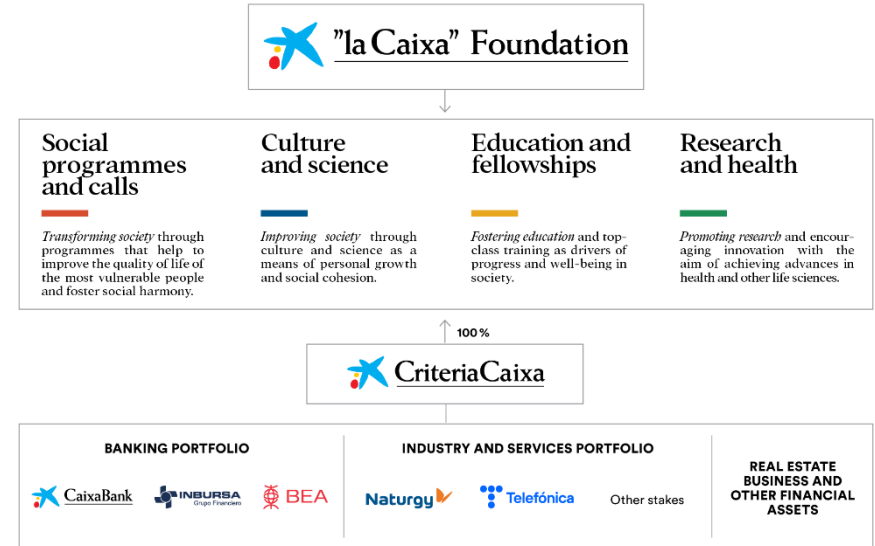 "la Caixa" Foundation
Social
programmes
and calls
Transforming society through
programmes that help to
improve the quality of life of
the most vulnerable people
and foster social harmony.
Culture
and science
Improving society through
culture and science as a
means of personal growth
and social cohesion.
Education and
fellowships
Fostering education and top-
class training as drivers of
progress and well-being in
society.
Research
and health
Promoting research and encour-
aging innovation with the
aim of achieving advances in
health and other life sciences.
100 %
CriteriaCaixa
BANKING PORTFOLIO
CaixaBank
INBURSA
Grupo Financiero
BEA
INDUSTRY AND SERVICES PORTFOLIO
Naturgy
Telefónica
Other stakes
REAL ESTATE
BUSINESS AND
OTHER FINANCIAL
ASSETS